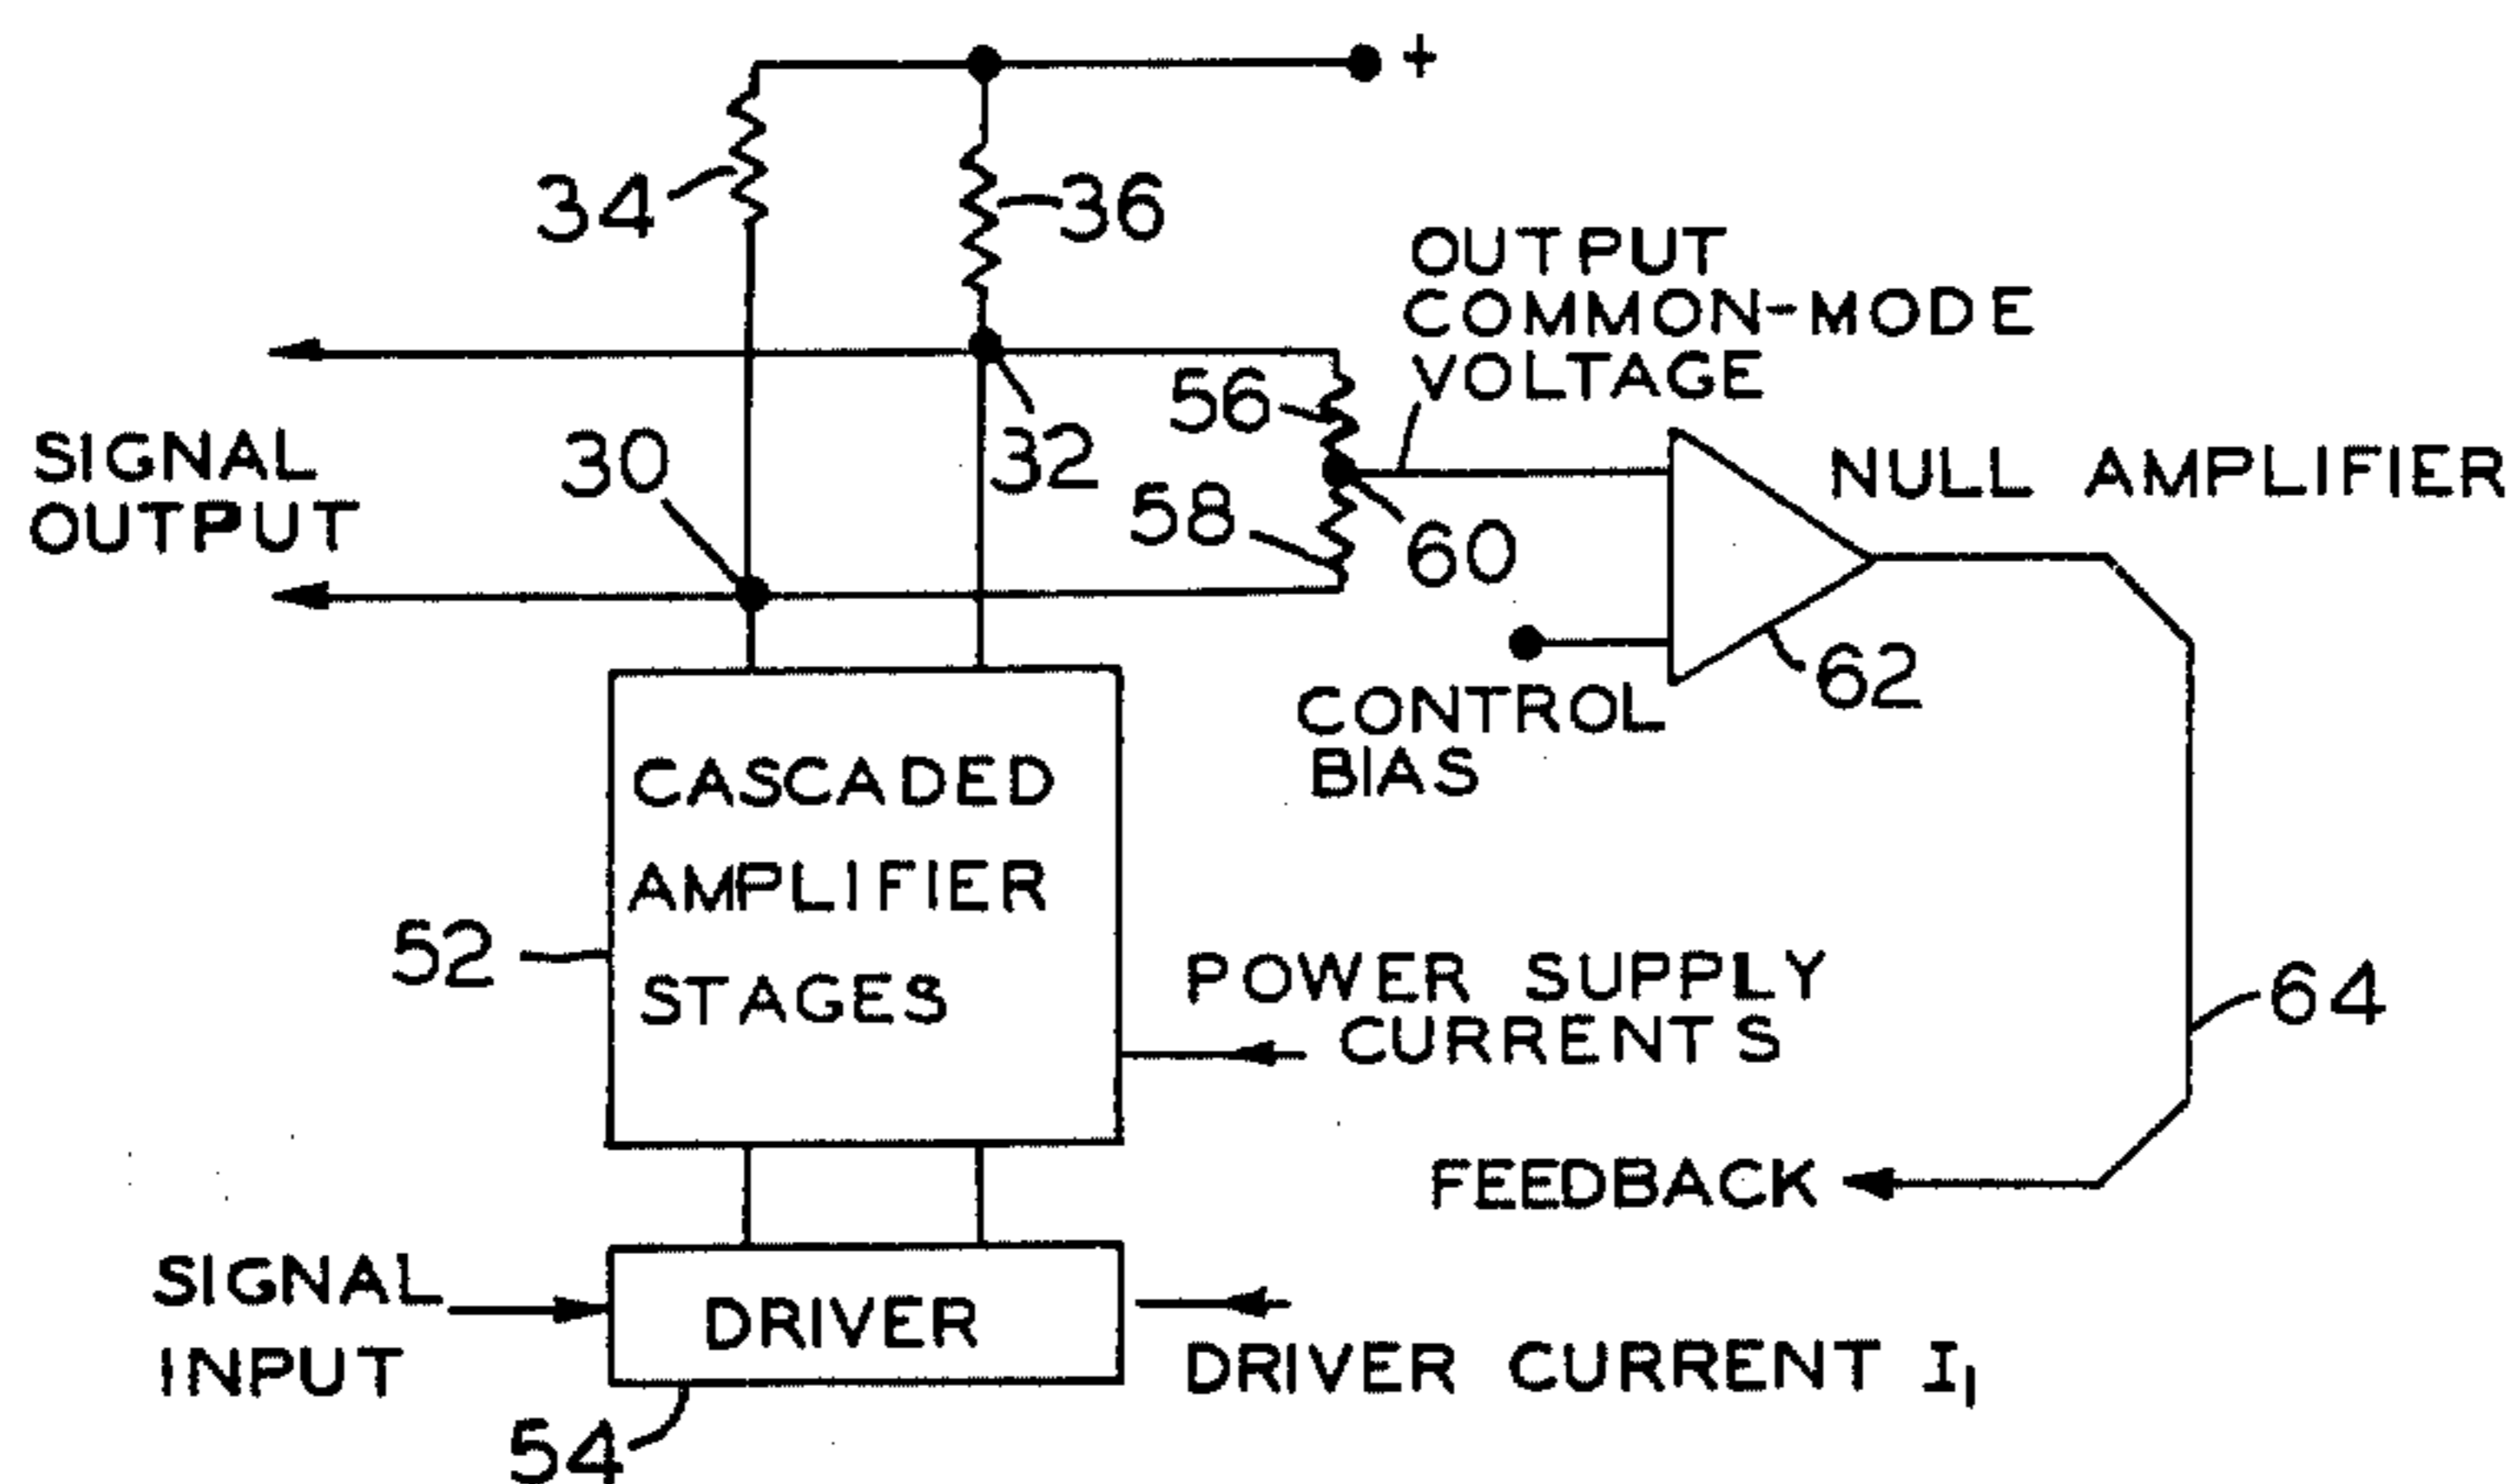 +
34
36
OUTPUT
COMMON-MODE
VOLTAGE
56
SIGNAL
OUTPUT
30
32
58
60
NULL AMPLIFIER
62
CONTROL
BIAS
CASCADED
AMPLIFIER
STAGES
52
POWER SUPPLY
CURRENTS
64
FEEDBACK
SIGNAL
INPUT
DRIVER
DRIVER CURRENT I₁
54